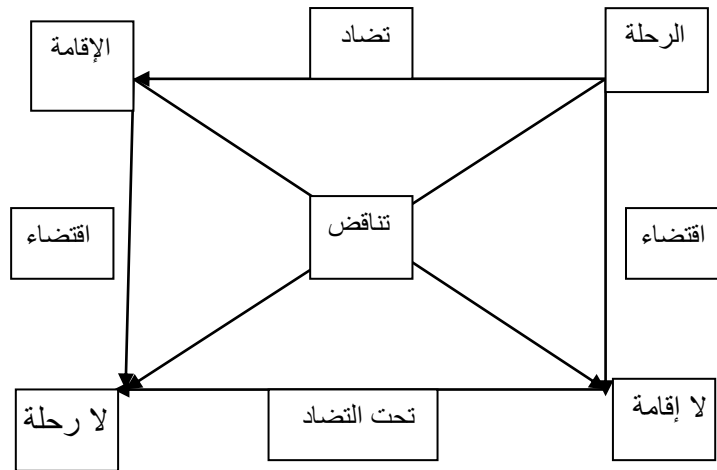 الرحلة
تضاد
الإقامة
اقتضاء
تناقض
اقتضاء
لا إقامة
تحت التضاد
لا رحلة